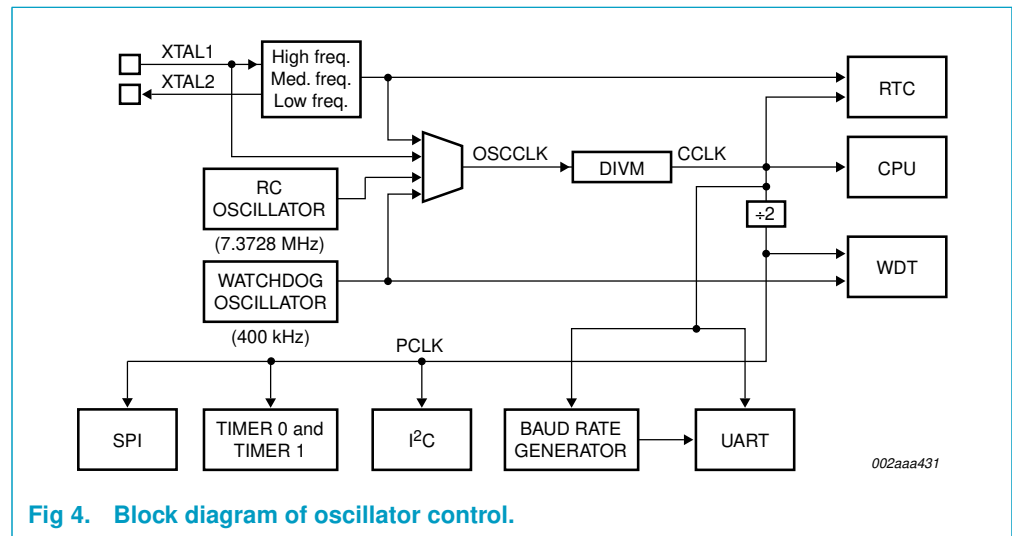 XTAL1
XTAL2
High freq.
Med. freq.
Low freq.
RTC
OSCCLK
DIVM
CCLK
CPU
RC
OSCILLATOR
(7.3728 MHz)
÷2
WATCHDOG
OSCILLATOR
(400 kHz)
WDT
PCLK
SPI
TIMER 0 and
TIMER 1
I²C
BAUD RATE
GENERATOR
UART
002aaa431
Fig 4. Block diagram of oscillator control.